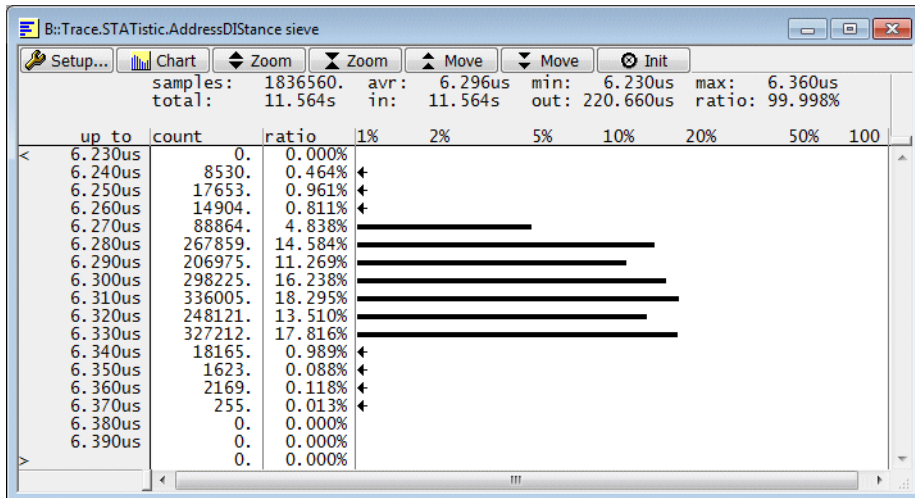 B::Trace.STATistic.AddressDIStance sieve
Setup... Chart Zoom Zoom Move Move Init
samples: 1836560. avr: 6.296us min: 6.230us max: 6.360us
total: 11.564s in: 11.564s out: 220.660us ratio: 99.998%
up to count ratio 1% 2% 5% 10% 20% 50% 100
< 6.230us 0. 0.000%
6.240us 8530. 0.464%
6.250us 17653. 0.961%
6.260us 14904. 0.811%
6.270us 88864. 4.838%
6.280us 267859. 14.584%
6.290us 206975. 11.269%
6.300us 298225. 16.238%
6.310us 336005. 18.295%
6.320us 248121. 13.510%
6.330us 327212. 17.816%
6.340us 18165. 0.989%
6.350us 1623. 0.088%
6.360us 2169. 0.118%
6.370us 255. 0.013%
6.380us 0. 0.000%
6.390us 0. 0.000%
> 0. 0.000%